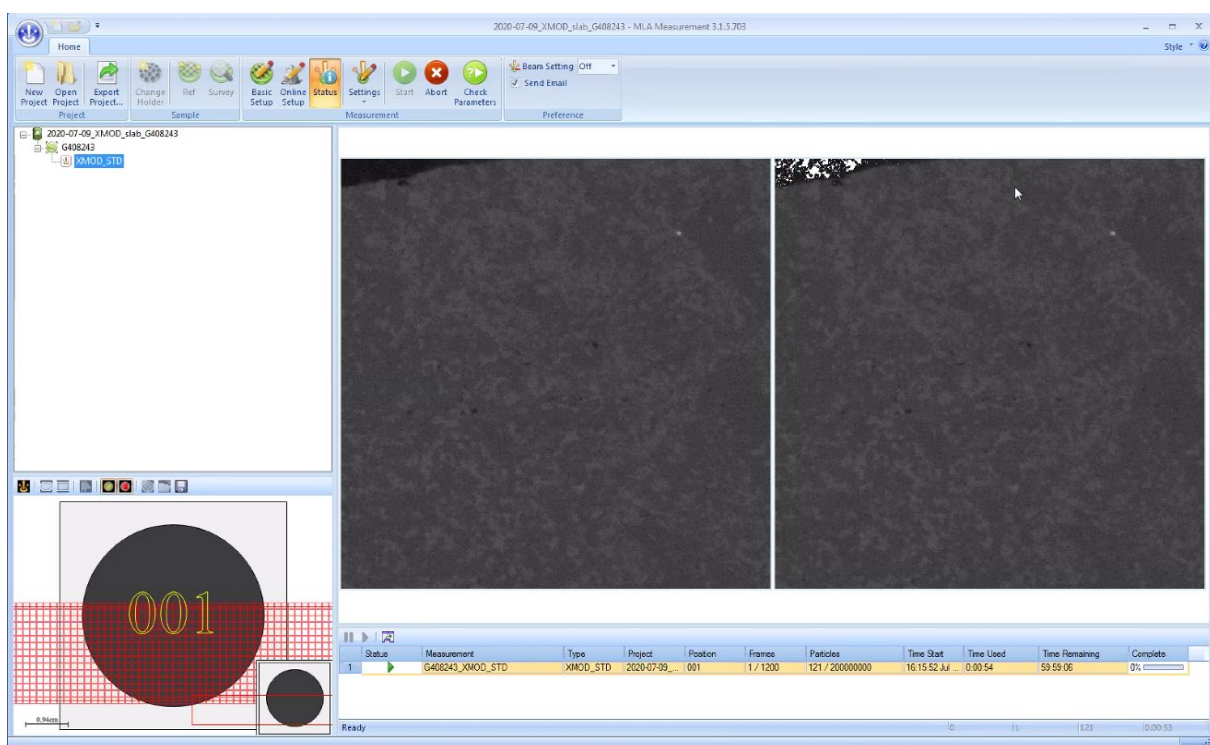 2020-07-09_XMOD_slab_G408243 - MLA Measurement 3.1.5.703
Home
Style
New Project
Open Project
Export Project...
Change Holder
Ref
Survey
Basic Setup
Online Setup
Status
Settings
Start
Abort
Check Parameters
Beam Setting Off
Send Email
Project
Sample
Measurement
Preference
2020-07-09_XMOD_slab_G408243
G408243
XMOD_STD
001
0.94cm
Status Measurement Type Project Position Frames Particles Time Start Time Used Time Remaining Complete
1 G408243_XMOD_STD XMOD_STD 2020-07-09_... 001 1 / 1200 121 / 200000000 16:15:52 Jul ... 0:00:54 59:59:06 0%
Ready 0 1 121 0:00:53